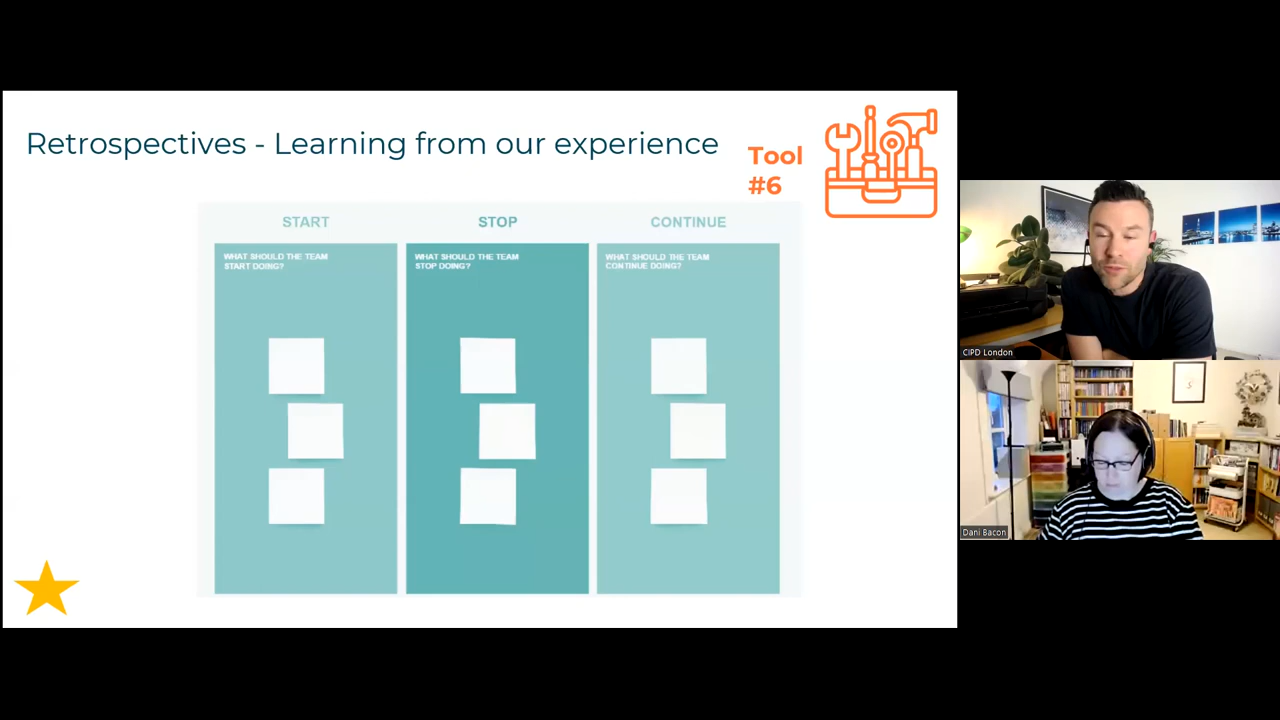 Retrospectives - Learning from our experience
Tool
#6
START
STOP
CONTINUE
WHAT SHOULD THE TEAM
START DOING?
WHAT SHOULD THE TEAM
STOP DOING?
WHAT SHOULD THE TEAM
CONTINUE DOING?
CIPD London
Dani Bacon